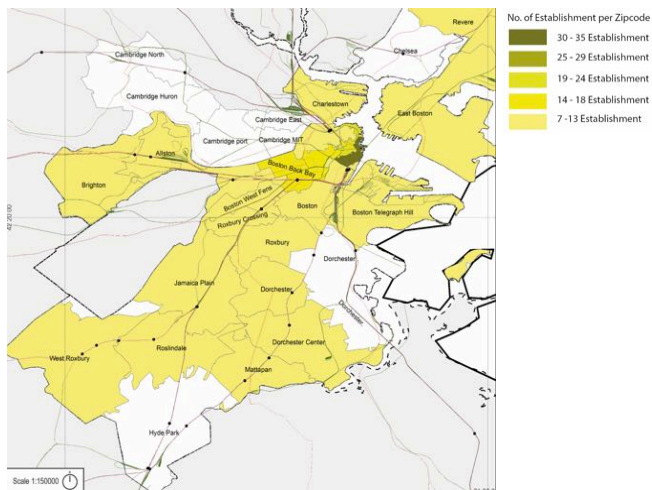 No. of Establishment per Zipcode
30 - 35 Establishment
25 - 29 Establishment
19 - 24 Establishment
14 - 18 Establishment
7 -13 Establishment
Revere
Cambridge North
Chelsea
Cambridge Huron
Charlestown
East Boston
Cambridge East
Cambridge port
Cambridge MIT
Allston
Boston Back Bay
Brighton
Boston West Fens
Boston
Boston Telegraph Hill
Roxbury Crossing
Roxbury
Dorchester
Jamaica Plain
Dorchester
Dorchester
Dorchester Center
Roslindale
West Roxbury
Mattapan
Hyde Park
Scale 1:150000